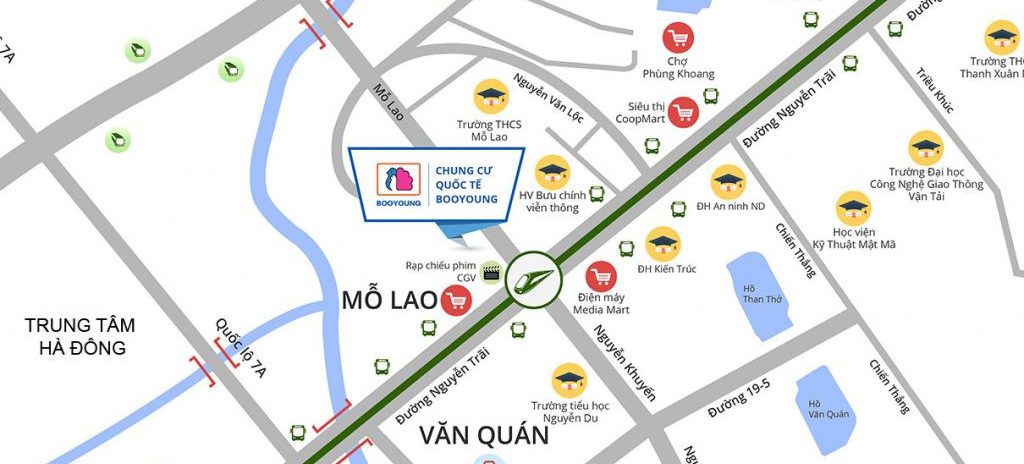 7A
Chợ
Phùng Khoang
Trường
Thanh Xuân
Triều Khúc
Mỗ Lao
Nguyễn Văn Lộc
Siêu thị
CoopMart
Đường Nguyễn Trãi
Trường THCS
Mỗ Lao
CHUNG CƯ
QUỐC TẾ
BOOYOUNG
BOOYOUNG
HV Bưu chính
viễn thông
ĐH An ninh ND
Trường Đại học
Công Nghệ Giao Thông
Vận Tải
Học viện
Kỹ Thuật Mật Mã
Chiến Thắng
ĐH Kiến Trúc
Rạp chiếu phim
CGV
MỖ LAO
Điện máy
Media Mart
Hồ
Than Thở
TRUNG TÂM
HÀ ĐÔNG
Quốc lộ 7A
Đường Nguyễn Trãi
Nguyễn Khuyến
Trường tiểu học
Nguyễn Du
Đường 19-5
Chiến Thắng
Hồ
Văn Quán
VĂN QUÁN